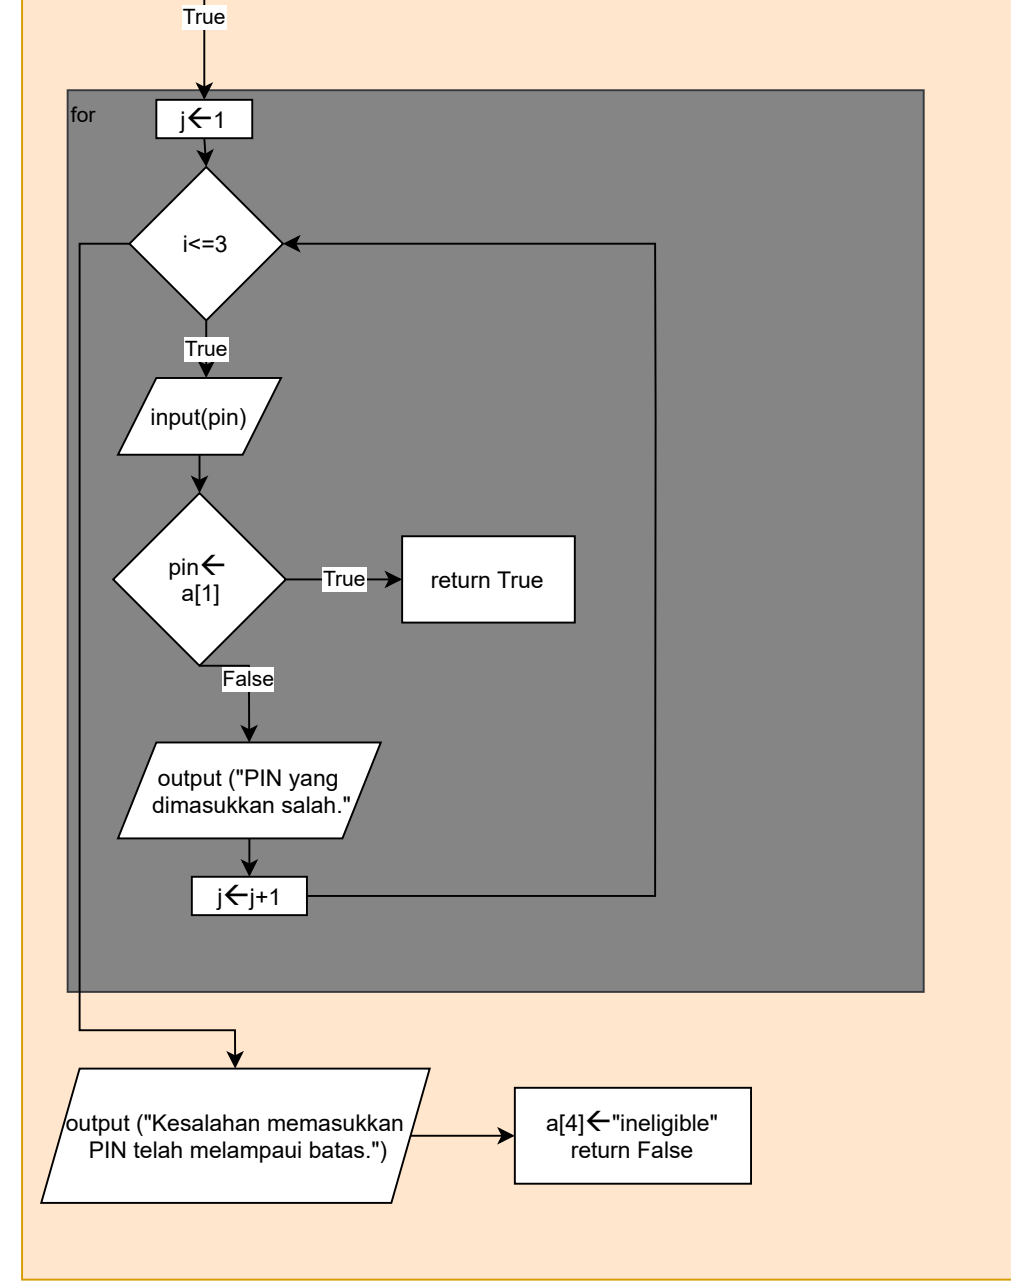 True
for
j←1
i<=3
True
input(pin)
pin←
a[1]
True
return True
False
output ("PIN yang
dimasukkan salah."
j←j+1
output ("Kesalahan memasukkan
PIN telah melampaui batas.")
a[4]←"ineligible"
return False